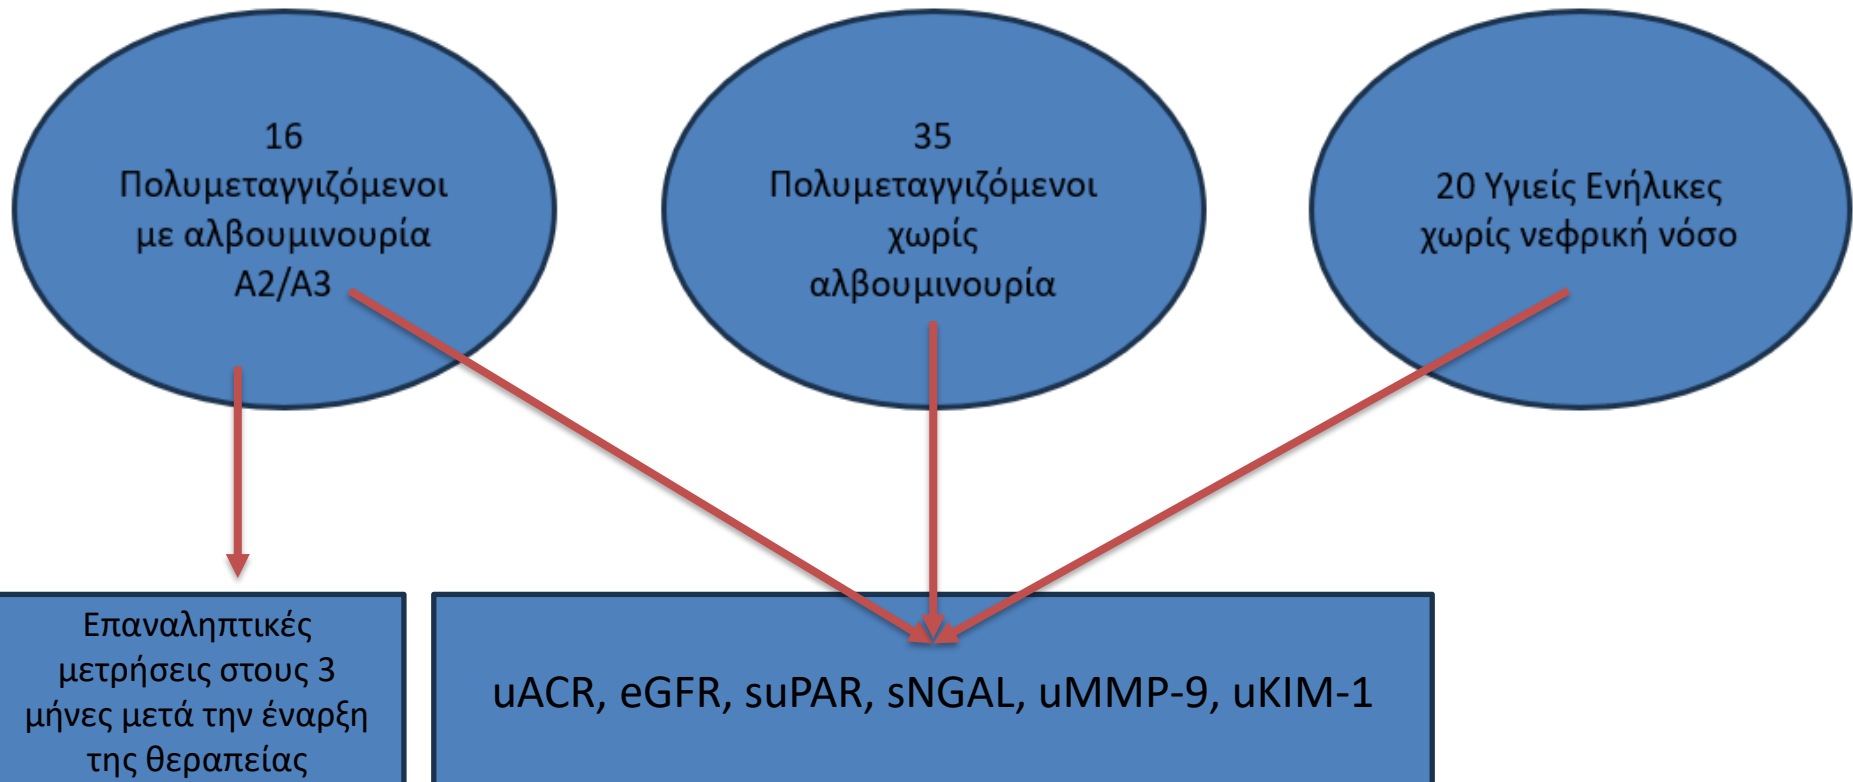 16
Πολυμεταγγιζόμενοι
με αλβουμινουρία
Α2/Α3
35
Πολυμεταγγιζόμενοι
χωρίς
αλβουμινουρία
20 Υγιείς Ενήλικες
χωρίς νεφρική νόσο
Επαναληπτικές
μετρήσεις στους 3
μήνες μετά την έναρξη
της θεραπείας
uACR, eGFR, suPAR, sNGAL, uMMP-9, uKIM-1